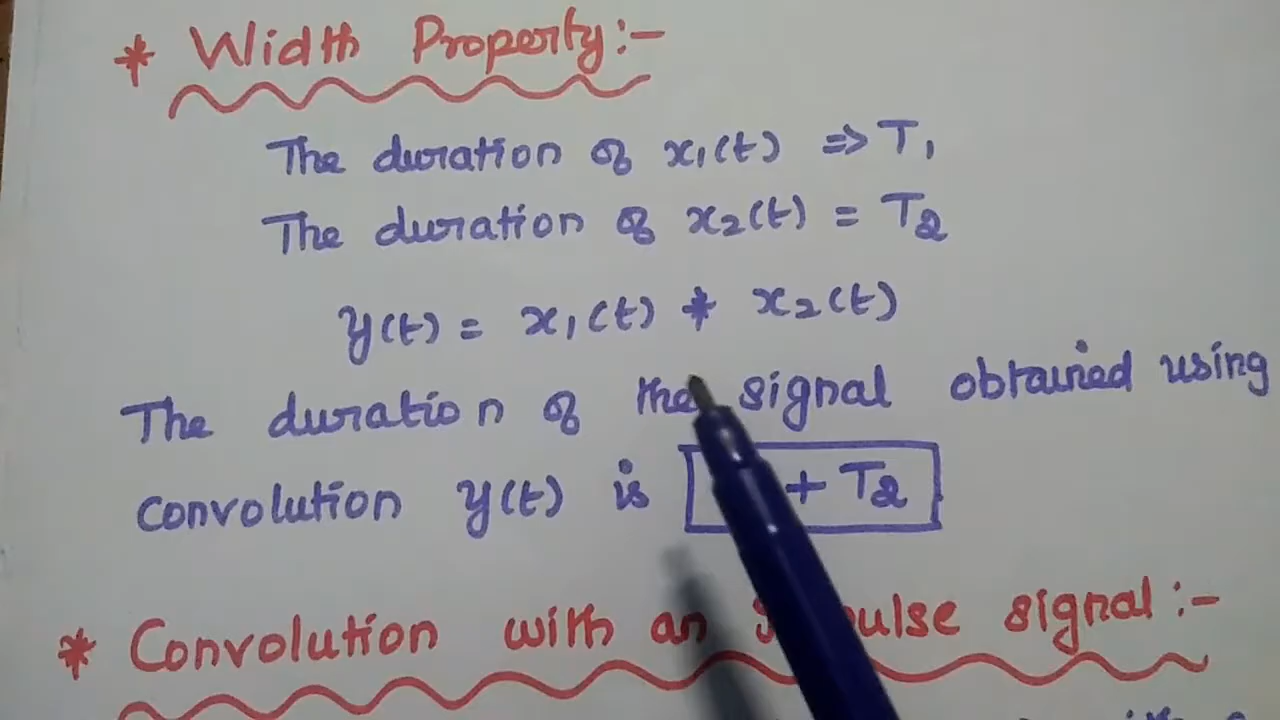 * Width Property:-
The duration of x₁(t) ⇒ T₁
The duration of x₂(t) = T₂
y(t) = x₁(t) * x₂(t)
The duration of the signal obtained using
convolution y(t) is + T₂
* Convolution with an signal:-